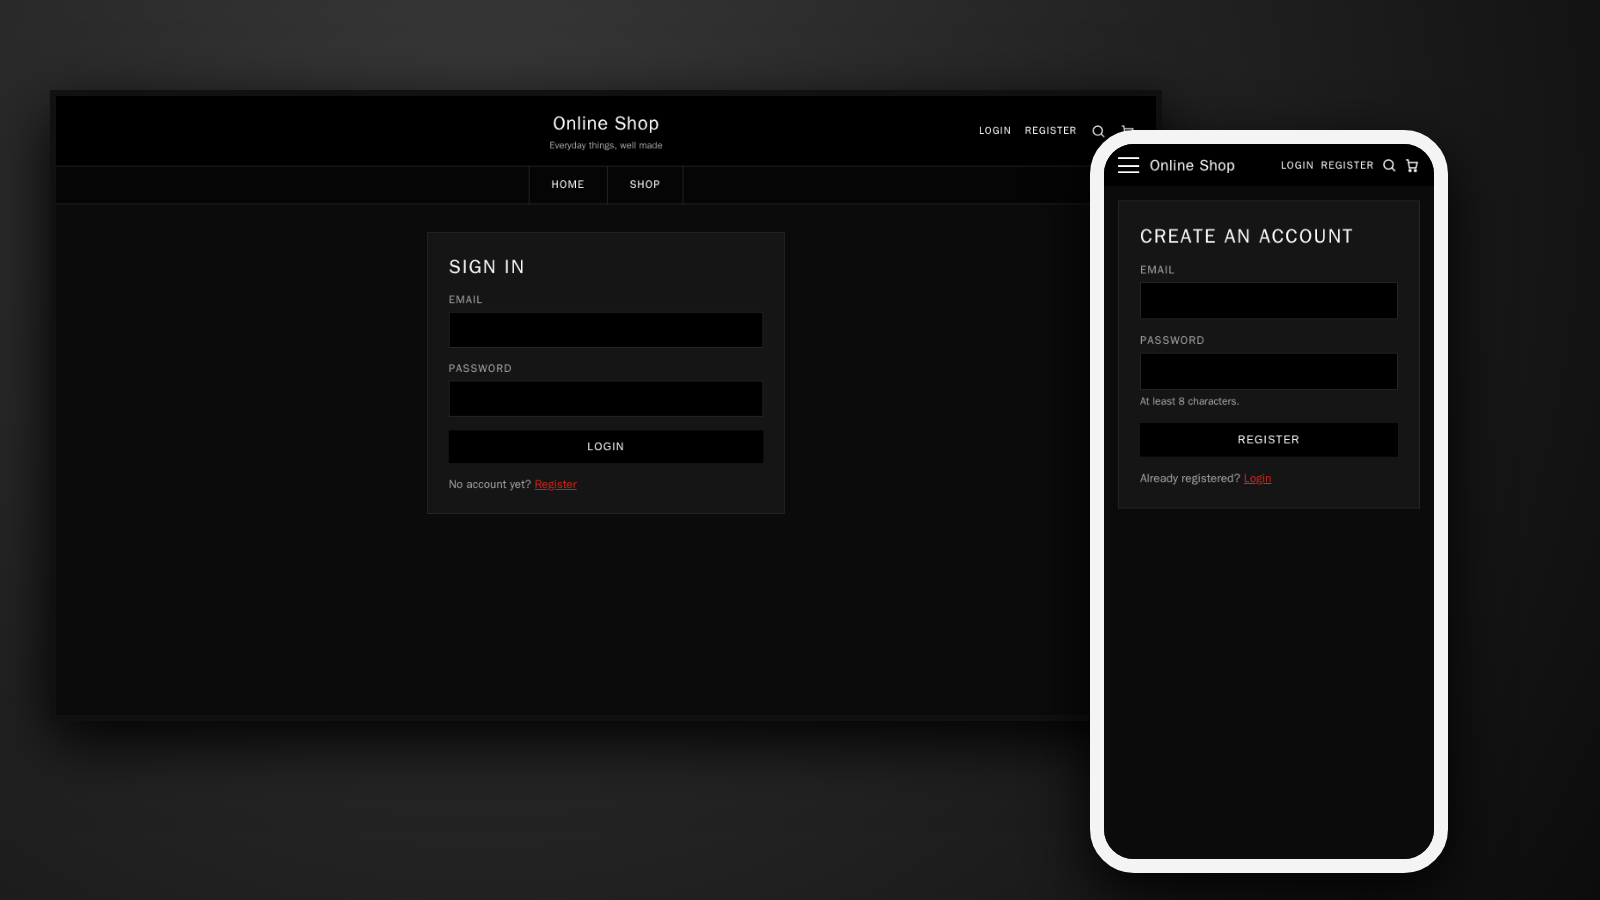 Online Shop
Everyday things, well made
LOGIN REGISTER
HOME SHOP
SIGN IN
EMAIL
PASSWORD
LOGIN
No account yet? Register
Online Shop LOGIN REGISTER
CREATE AN ACCOUNT
EMAIL
PASSWORD
At least 8 characters.
REGISTER
Already registered? Login